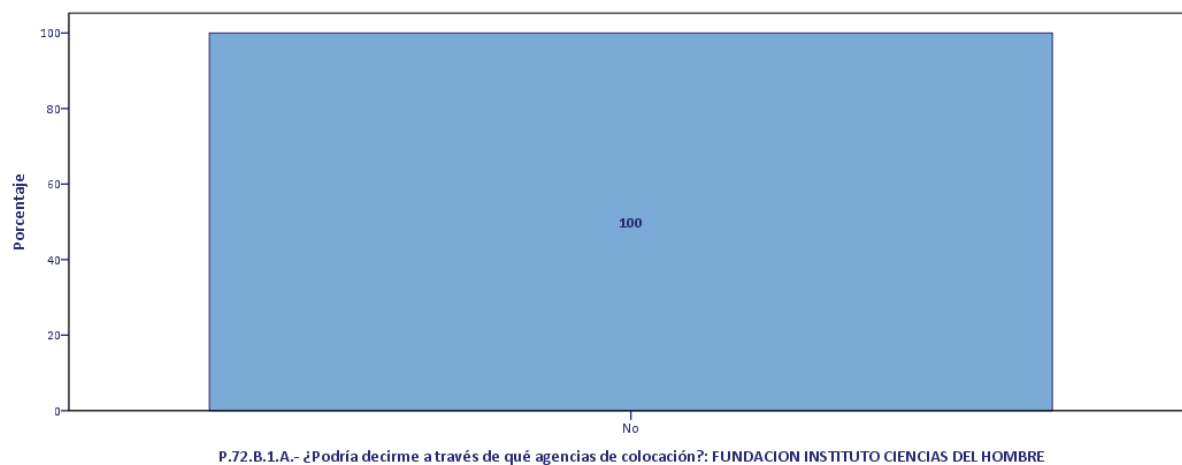 Porcentaje
100
80
60
40
20
0
100
No
P.72.B.1.A.- ¿Podría decirme a través de qué agencias de colocación?: FUNDACION INSTITUTO CIENCIAS DEL HOMBRE